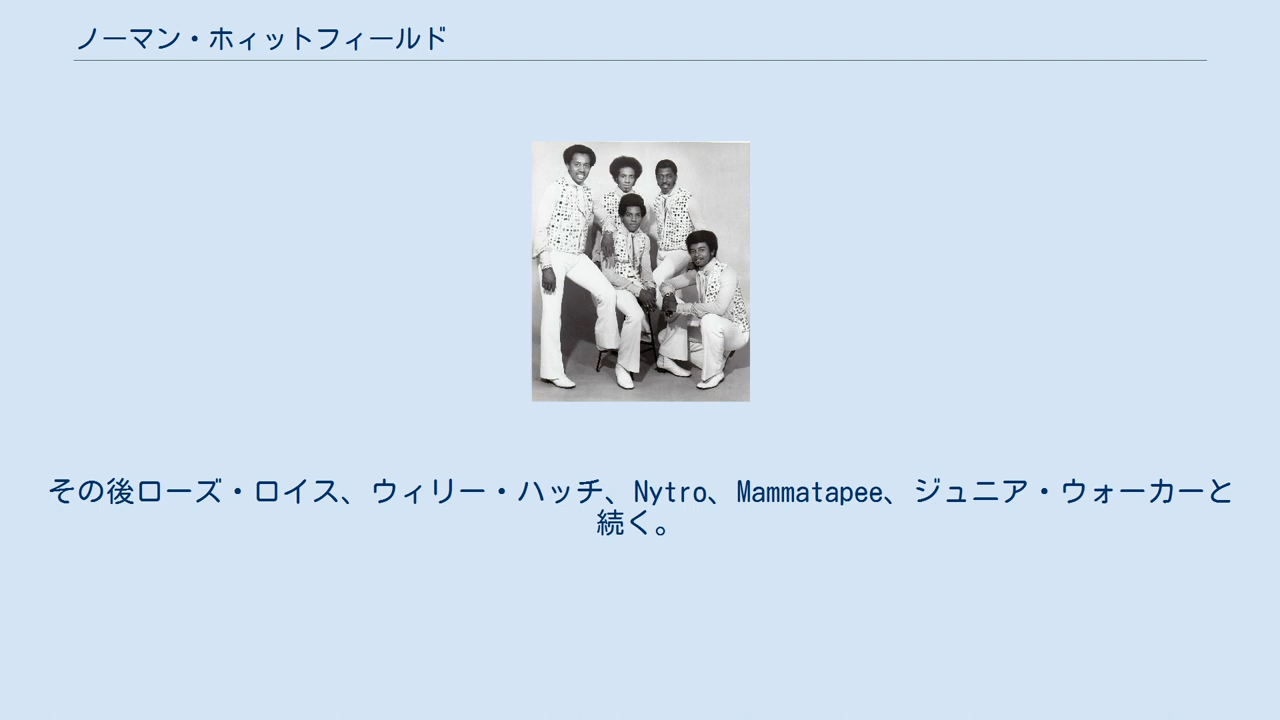 ノーマン・ホィットフィールド
その後ローズ・ロイス、ウィリー・ハッチ、Nytro、Mammatapee、ジュニア・ウォーカーと
続く。